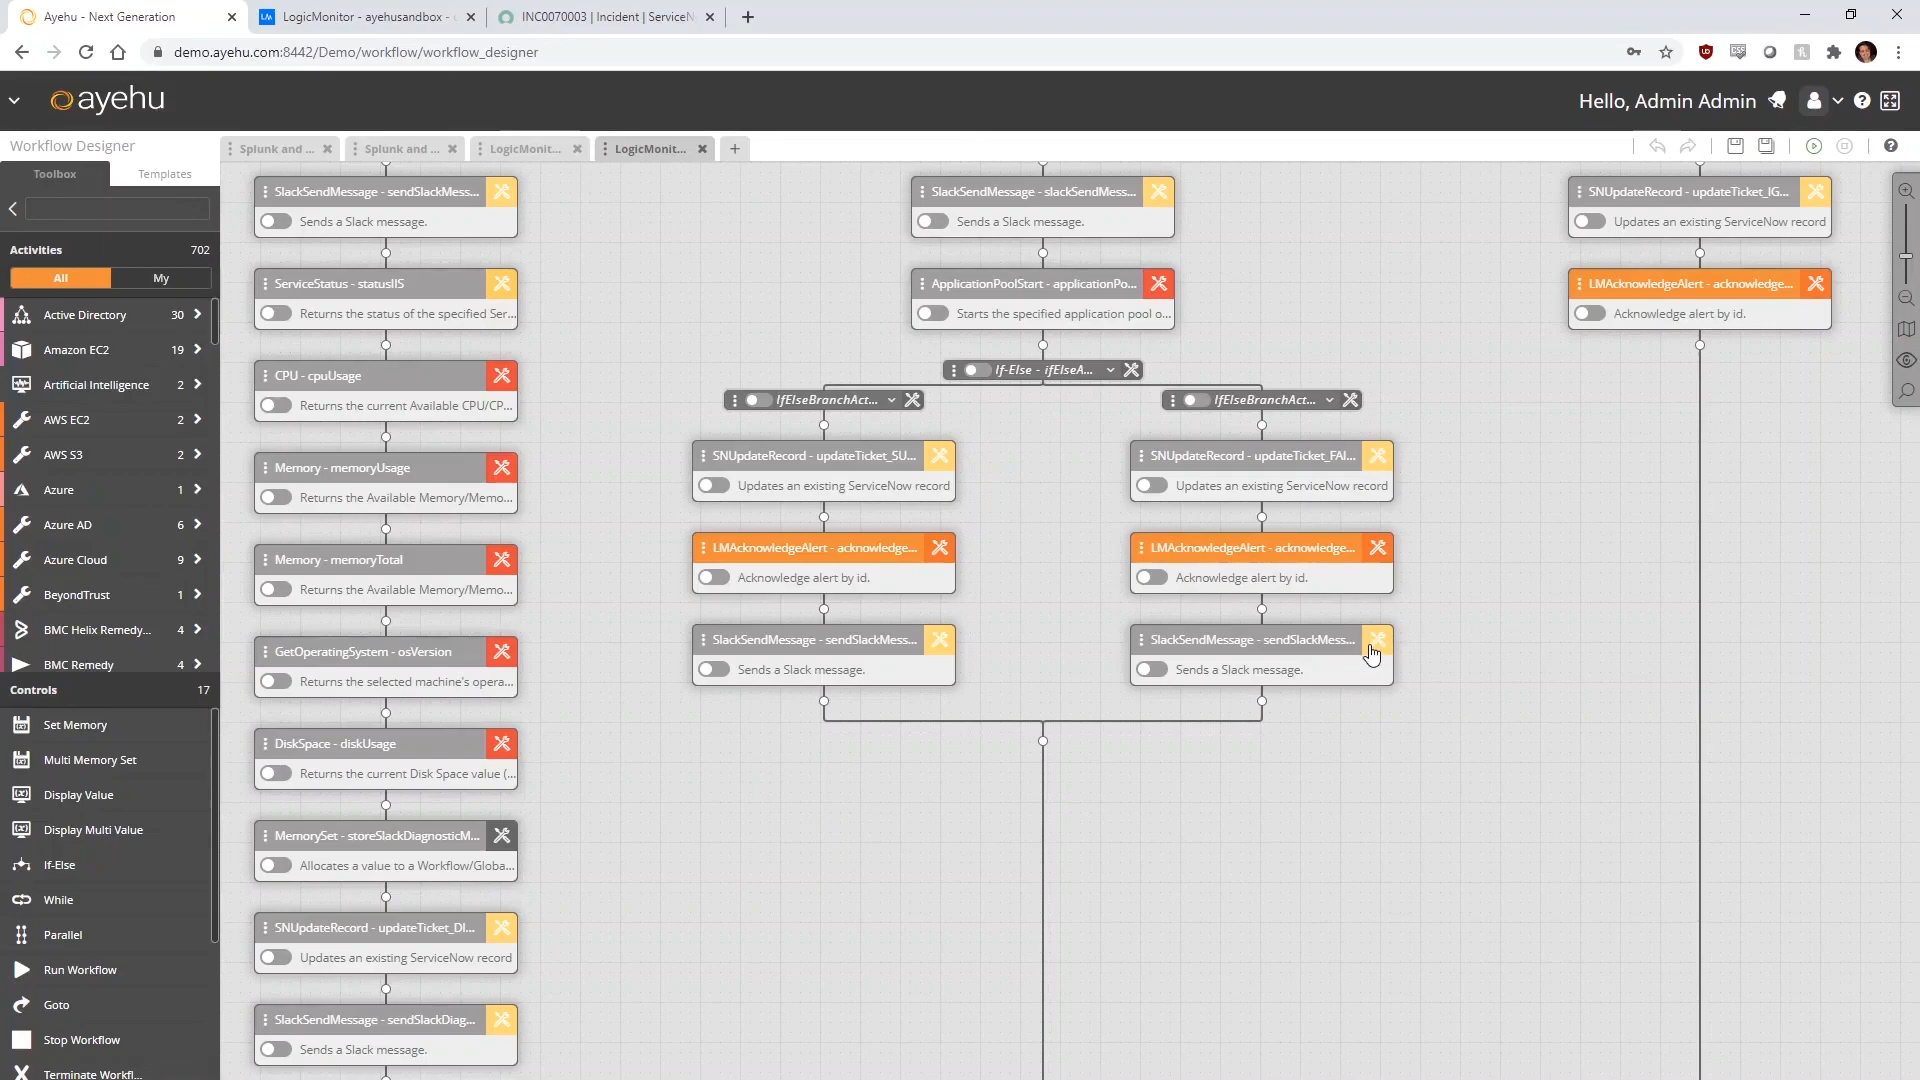 Ayehu - Next Generation
LogicMonitor - ayehusandbox -
INC0070003 | Incident | ServiceN
demo.ayehu.com:8442/Demo/workflow/workflow_designer
ayehu
Hello, Admin Admin
Workflow Designer
Splunk and ...
Splunk and ...
LogicMonit...
LogicMonit...
Toolbox
Templates
Activities 702
All
My
Active Directory 30
Amazon EC2 19
Artificial Intelligence 2
AWS EC2 2
AWS S3 2
Azure 1
Azure AD 6
Azure Cloud 9
BeyondTrust 1
BMC Helix Remedy... 4
BMC Remedy 4
Controls 17
Set Memory
Multi Memory Set
Display Value
Display Multi Value
If-Else
While
Parallel
Run Workflow
Goto
Stop Workflow
Terminate Workfl...
SlackSendMessage - sendSlackMess...
Sends a Slack message.
ServiceStatus - statusIIS
Returns the status of the specified Ser...
CPU - cpuUsage
Returns the current Available CPU/CP...
Memory - memoryUsage
Returns the Available Memory/Memo...
Memory - memoryTotal
Returns the Available Memory/Memo...
GetOperatingSystem - osVersion
Returns the selected machine's opera...
DiskSpace - diskUsage
Returns the current Disk Space value (...
MemorySet - storeSlackDiagnosticM...
Allocates a value to a Workflow/Globa...
SNUpdateRecord - updateTicket_DI...
Updates an existing ServiceNow record
SlackSendMessage - sendSlackDiag...
Sends a Slack message.
SlackSendMessage - slackSendMess...
Sends a Slack message.
ApplicationPoolStart - applicationPo...
Starts the specified application pool o...
If-Else - ifElseA...
IfElseBranchAct...
IfElseBranchAct...
SNUpdateRecord - updateTicket_SU...
Updates an existing ServiceNow record
LMAcknowledgeAlert - acknowledge...
Acknowledge alert by id.
SlackSendMessage - sendSlackMess...
Sends a Slack message.
SNUpdateRecord - updateTicket_FAI...
Updates an existing ServiceNow record
LMAcknowledgeAlert - acknowledge...
Acknowledge alert by id.
SlackSendMessage - sendSlackMess...
Sends a Slack message.
SNUpdateRecord - updateTicket_IG...
Updates an existing ServiceNow record
LMAcknowledgeAlert - acknowledge...
Acknowledge alert by id.